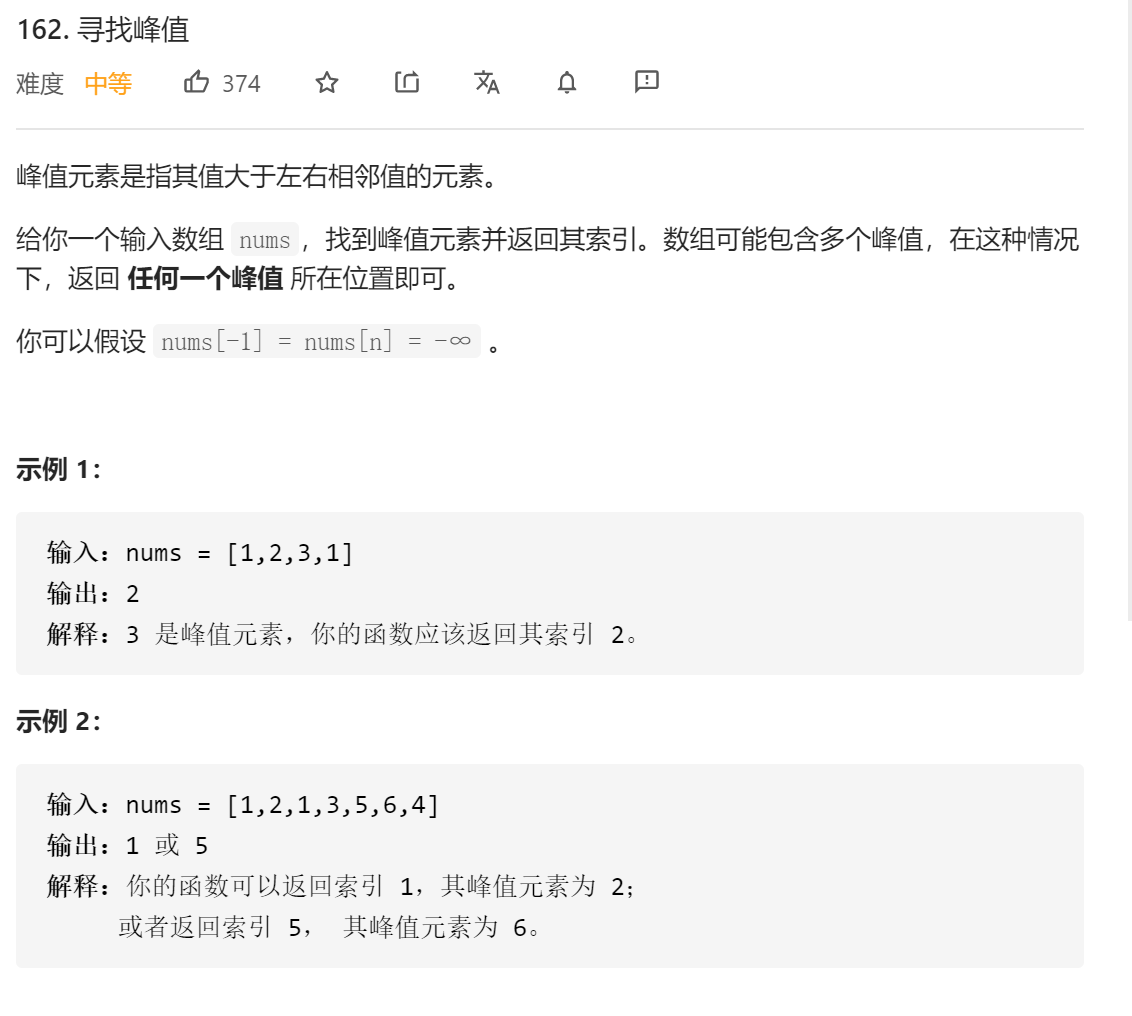 162. 寻找峰值
难度 中等 374
峰值元素是指其值大于左右相邻值的元素。
给你一个输入数组 nums，找到峰值元素并返回其索引。数组可能包含多个峰值，在这种情况
下，返回 任何一个峰值 所在位置即可。
你可以假设 nums[-1] = nums[n] = -∞ 。
示例 1：
输入：nums = [1,2,3,1]
输出：2
解释：3 是峰值元素，你的函数应该返回其索引 2。
示例 2：
输入：nums = [1,2,1,3,5,6,4]
输出：1 或 5
解释：你的函数可以返回索引 1，其峰值元素为 2；
或者返回索引 5， 其峰值元素为 6。